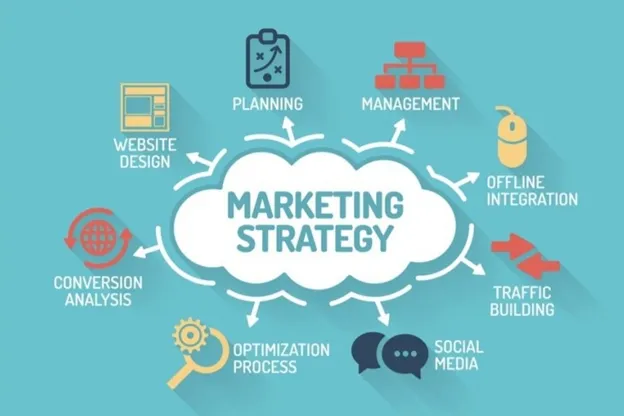 PLANNING
MANAGEMENT
WEBSITE
DESIGN
OFFLINE
INTEGRATION
MARKETING
STRATEGY
CONVERSION
ANALYSIS
TRAFFIC
BUILDING
OPTIMIZATION
PROCESS
SOCIAL
MEDIA